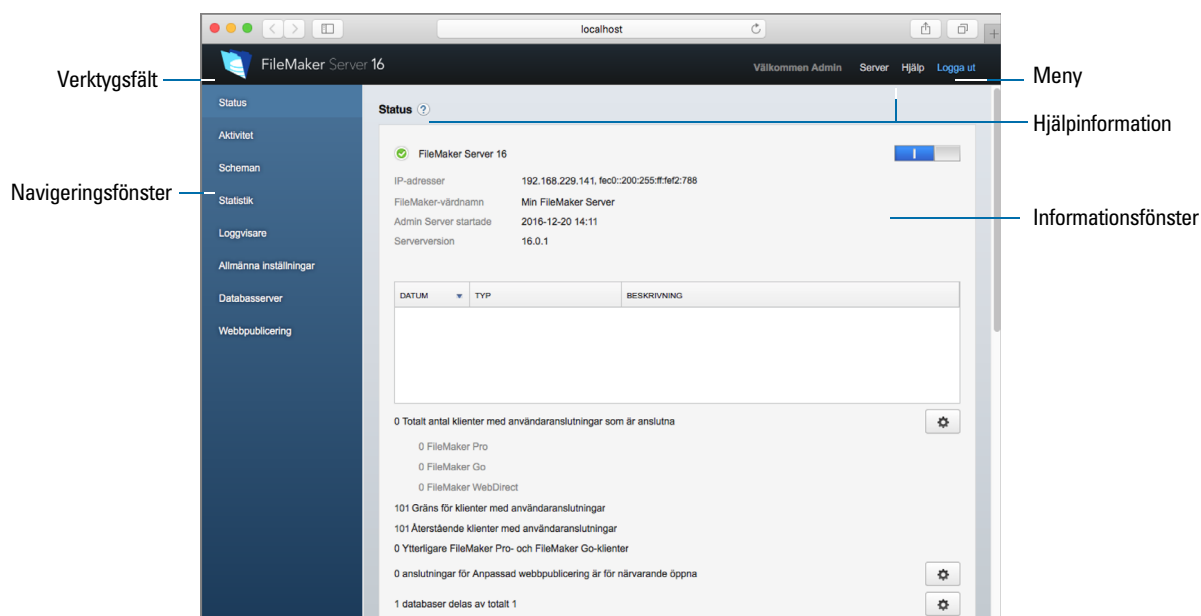 localhost
FileMaker Server 16
Välkommen Admin Server Hjälp Logga ut
Verktygsfält
Meny
Hjälpinformation
Navigeringsfönster
Informationsfönster
Status
Aktivitet
Scheman
Statistik
Loggvisare
Allmänna inställningar
Databasserver
Webbpublicering
Status ?
FileMaker Server 16
IP-adresser 192.168.229.141, fec0::200:255:ff:fef2:788
FileMaker-värdnamn Min FileMaker Server
Admin Server startade 2016-12-20 14:11
Serverversion 16.0.1
DATUM TYP BESKRIVNING
0 Totalt antal klienter med användaranslutningar som är anslutna
0 FileMaker Pro
0 FileMaker Go
0 FileMaker WebDirect
101 Gräns för klienter med användaranslutningar
101 Återstående klienter med användaranslutningar
0 Ytterligare FileMaker Pro- och FileMaker Go-klienter
0 anslutningar för Anpassad webbpublicering är för närvarande öppna
1 databaser delas av totalt 1